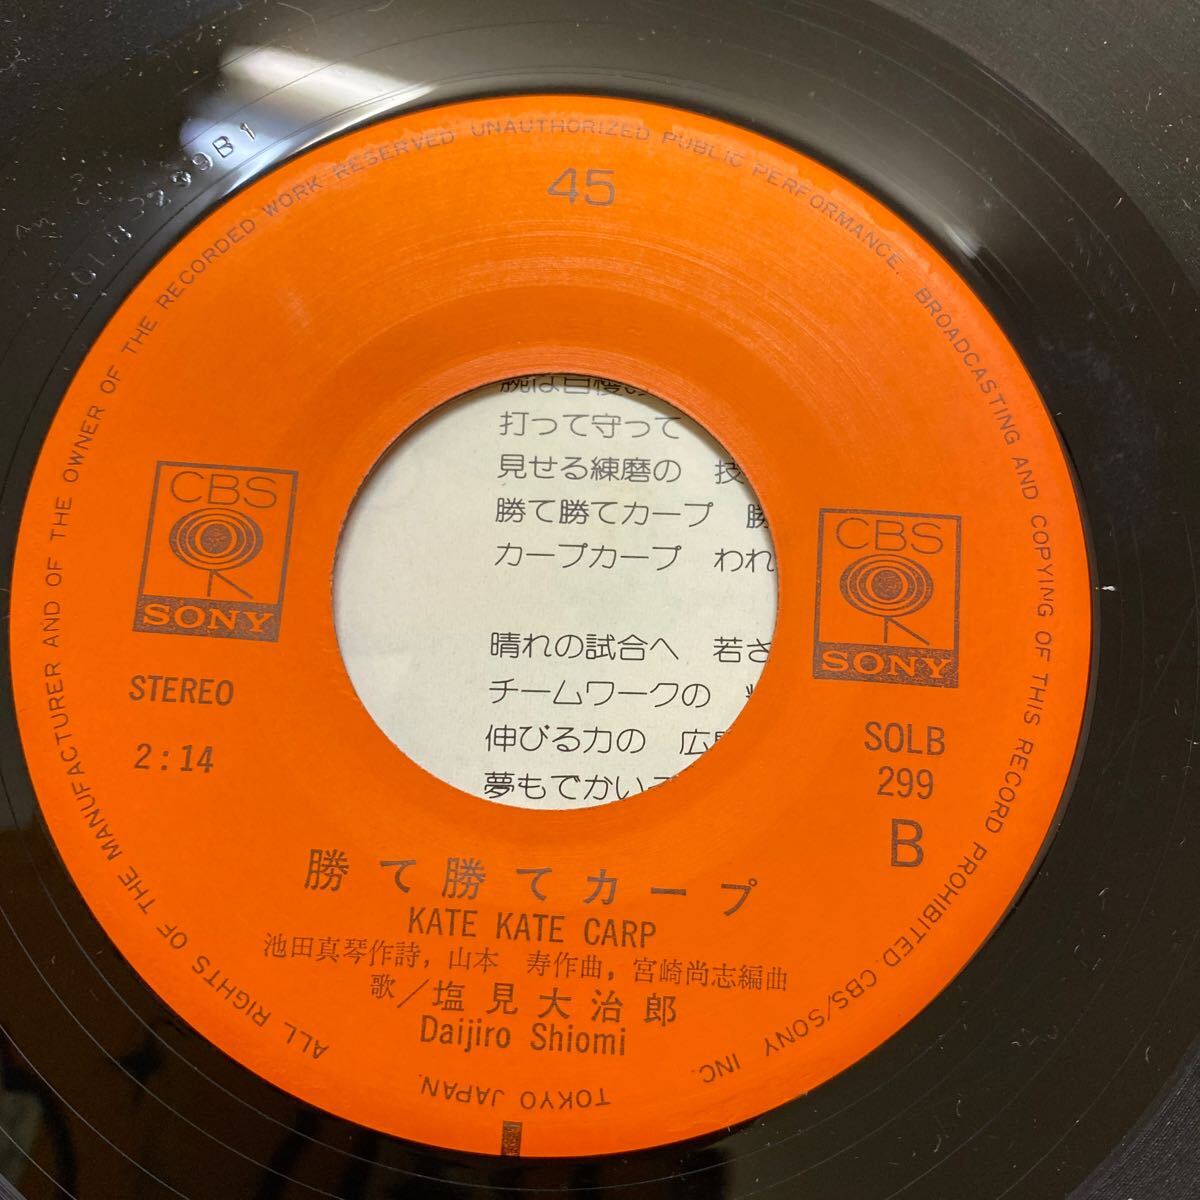 45
ALL RIGHTS OF THE MANUFACTURER AND OF THE OWNER OF THE RECORDED WORK RESERVED UNAUTHORIZED PUBLIC PERFORMANCE. BROADCASTING AND COPYING OF THIS RECORD PROHIBITED. CBS/SONY INC. TOKYO JAPAN.
打って守って
見せる練磨の 技
勝て勝てカープ 勝
カープカープ われ
晴れの試合へ 若さ
チームワークの
伸びる力の 広
夢もでかい
CBS
SONY
STEREO
2:14
CBS
SONY
SOLB
299
B
勝て勝てカープ
KATE KATE CARP
池田真琴作詩, 山本 寿作曲, 宮崎尚志編曲
歌/塩見大治郎
Daijiro Shiomi